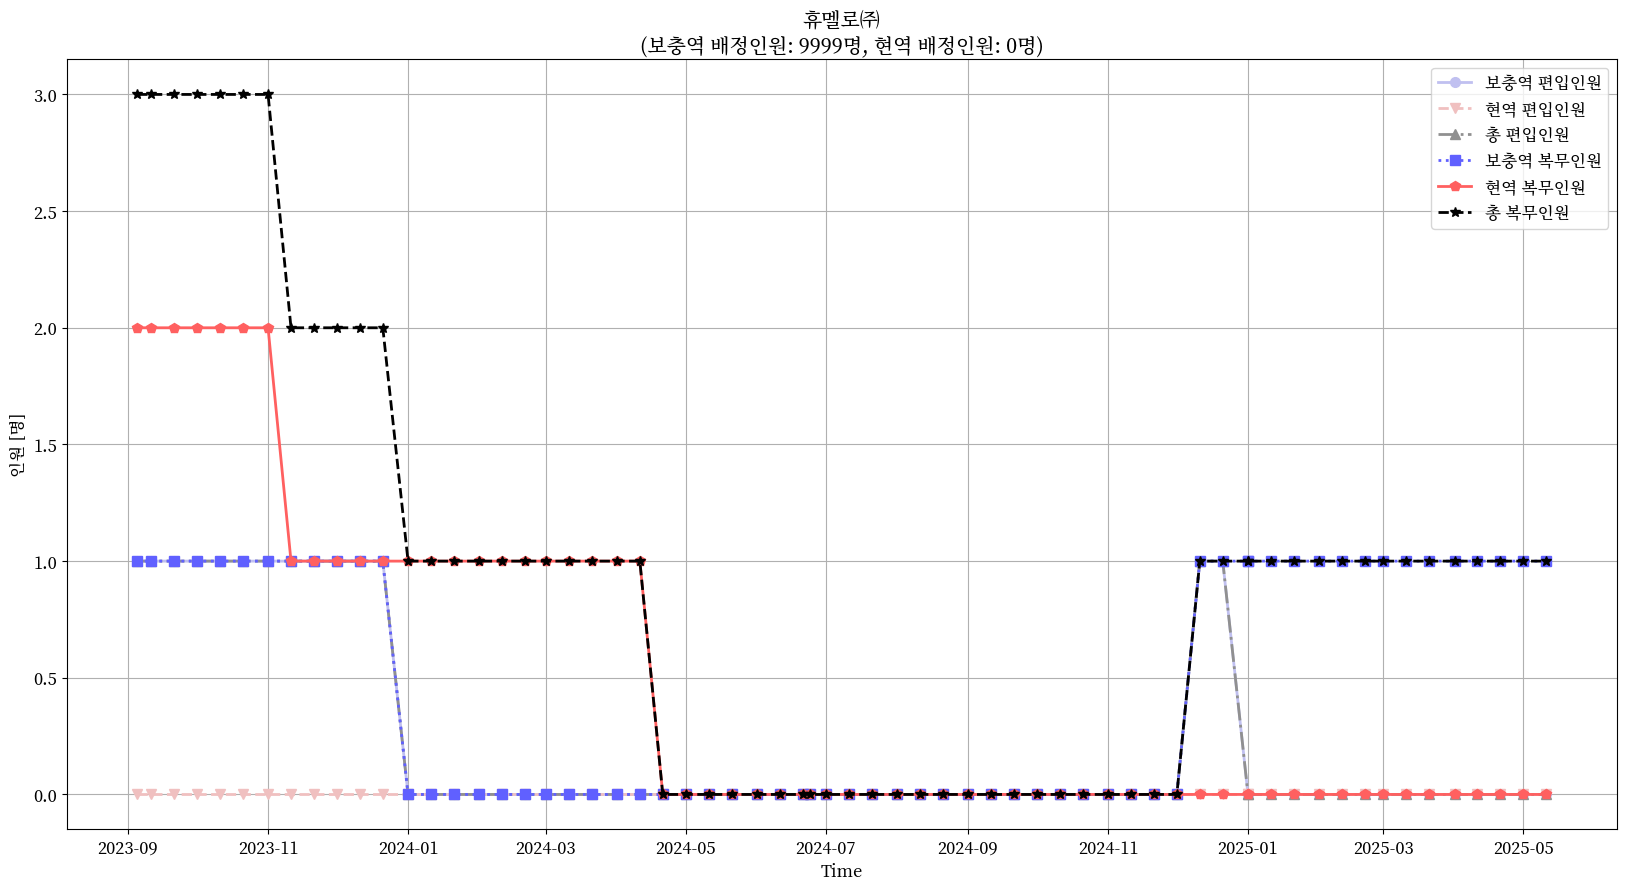 휴멜로㈜
(보충역 배정인원: 9999명, 현역 배정인원: 0명)
보충역 편입인원
현역 편입인원
총 편입인원
보충역 복무인원
현역 복무인원
총 복무인원
인원 [명]
3.0
2.5
2.0
1.5
1.0
0.5
0.0
2023-09
2023-11
2024-01
2024-03
2024-05
2024-07
2024-09
2024-11
2025-01
2025-03
2025-05
Time